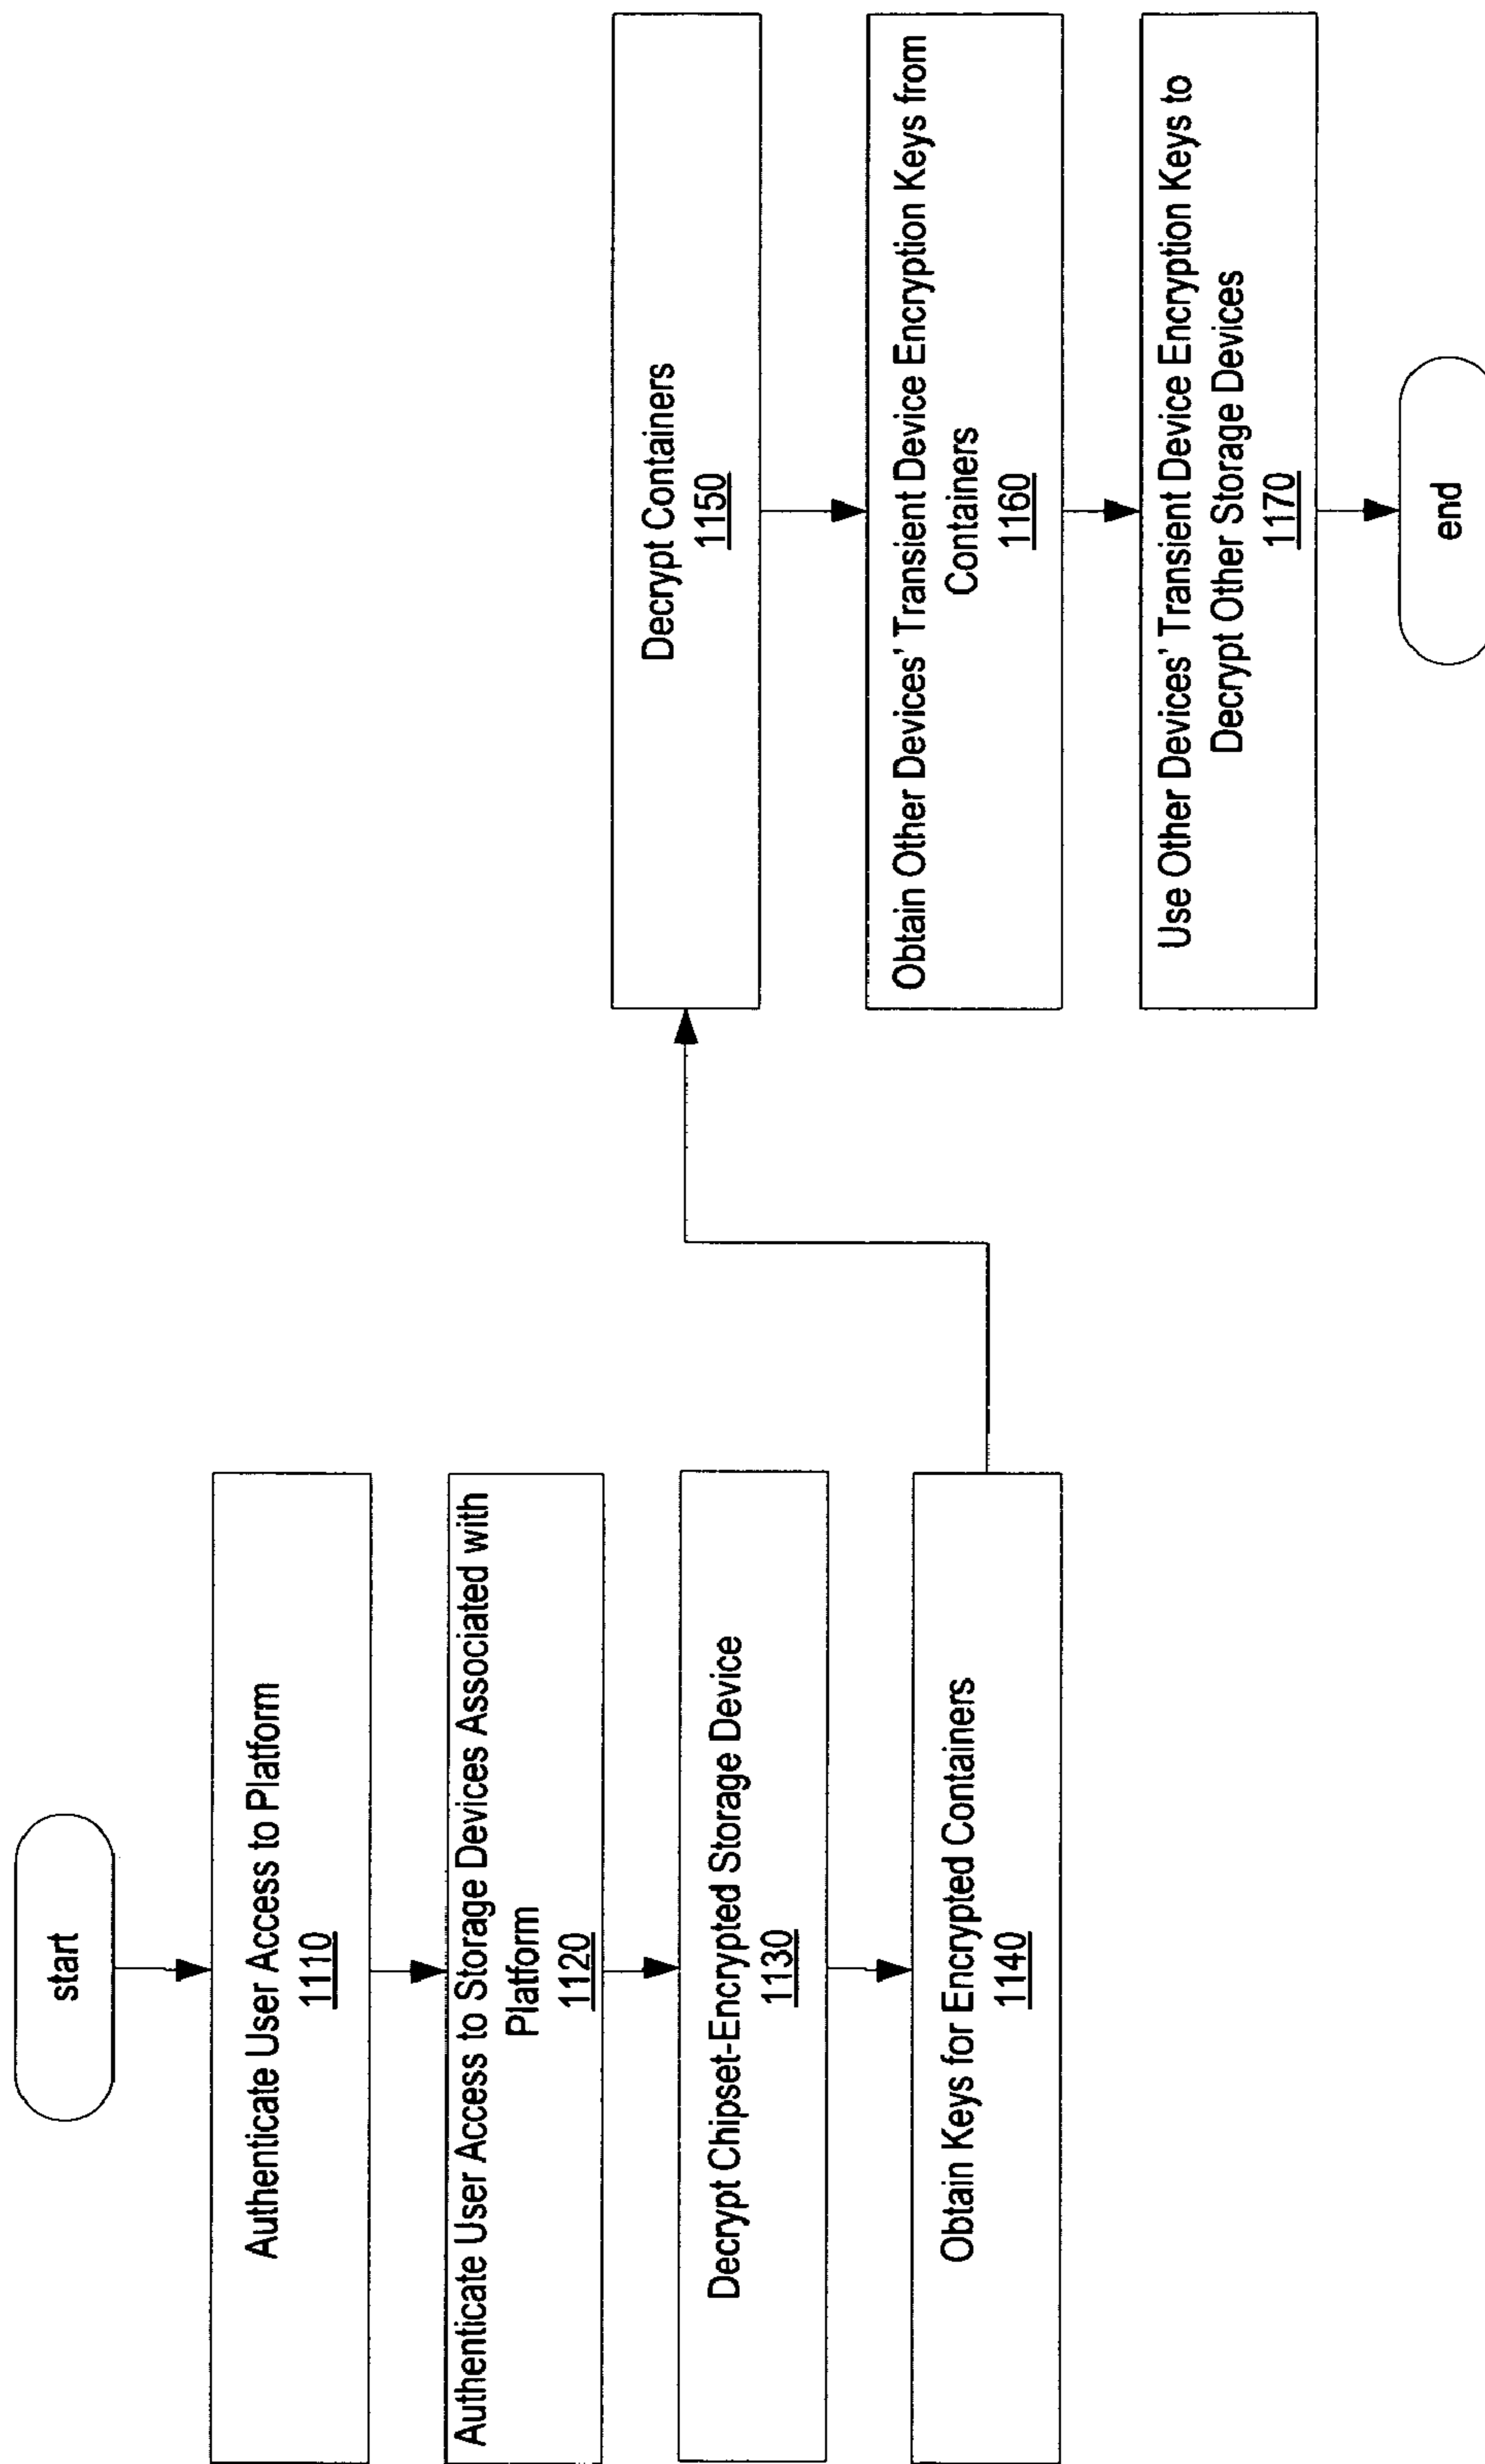 start
Authenticate User Access to Platform
1110
Authenticate User Access to Storage Devices Associated with
Platform
1120
Decrypt Chipset-Encrypted Storage Device
1130
Obtain Keys for Encrypted Containers
1140
Decrypt Containers
1150
Obtain Other Devices' Transient Device Encryption Keys from
Containers
1160
Use Other Devices' Transient Device Encryption Keys to
Decrypt Other Storage Devices
1170
end